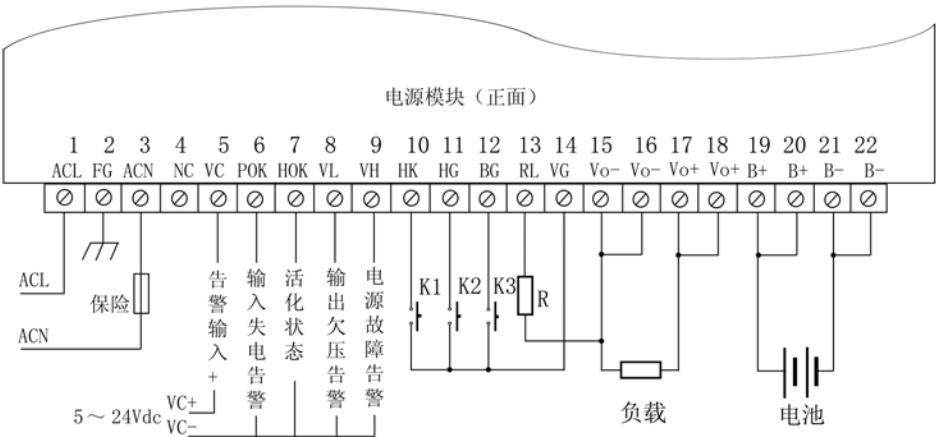 电源模块（正面）
1 2 3 4 5 6 7 8 9 10 11 12 13 14 15 16 17 18 19 20 21 22
ACL FG ACN NC VC POK HOK VL VH HK HG BG RL VG Vo- Vo- Vo+ Vo+ B+ B+ B- B-
ACL
保险
ACN
告警输入+
输入失电告警
活化状态
输出欠压告警
电源故障告警
K1 K2 K3 R
负载
电池
5～24Vdc
VC+
VC-